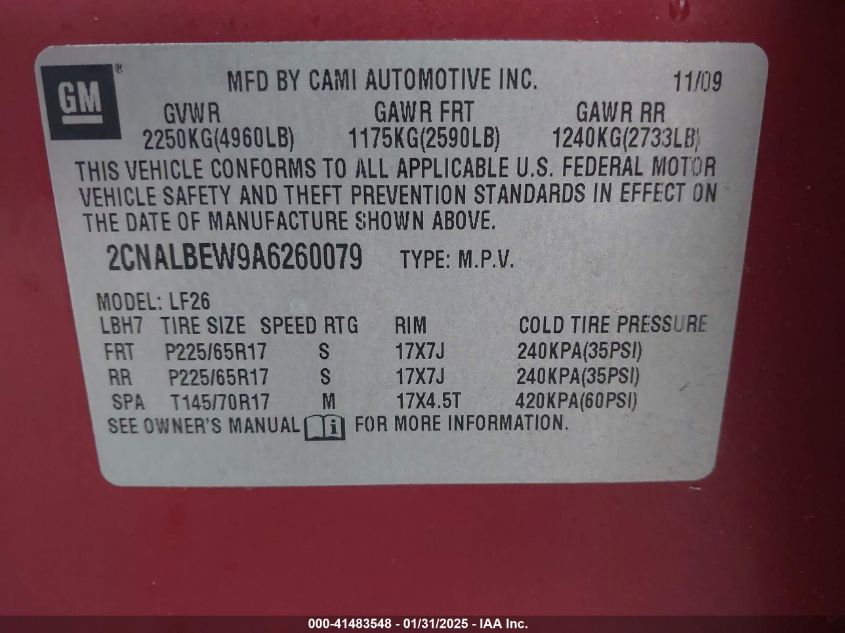 GM ®
MFD BY CAMI AUTOMOTIVE INC. 11/09
GVWR GAWR FRT GAWR RR
2250KG(4960LB) 1175KG(2590LB) 1240KG(2733LB)
THIS VEHICLE CONFORMS TO ALL APPLICABLE U.S. FEDERAL MOTOR
VEHICLE SAFETY AND THEFT PREVENTION STANDARDS IN EFFECT ON
THE DATE OF MANUFACTURE SHOWN ABOVE.
2CNALBEW9A6260079 TYPE: M.P.V.
MODEL: LF26
LBH7 TIRE SIZE SPEED RTG RIM COLD TIRE PRESSURE
FRT P225/65R17 S 17X7J 240KPA(35PSI)
RR P225/65R17 S 17X7J 240KPA(35PSI)
SPA T145/70R17 M 17X4.5T 420KPA(60PSI)
SEE OWNER'S MANUAL i FOR MORE INFORMATION.
000-41483548 - 01/31/2025 - IAA Inc.